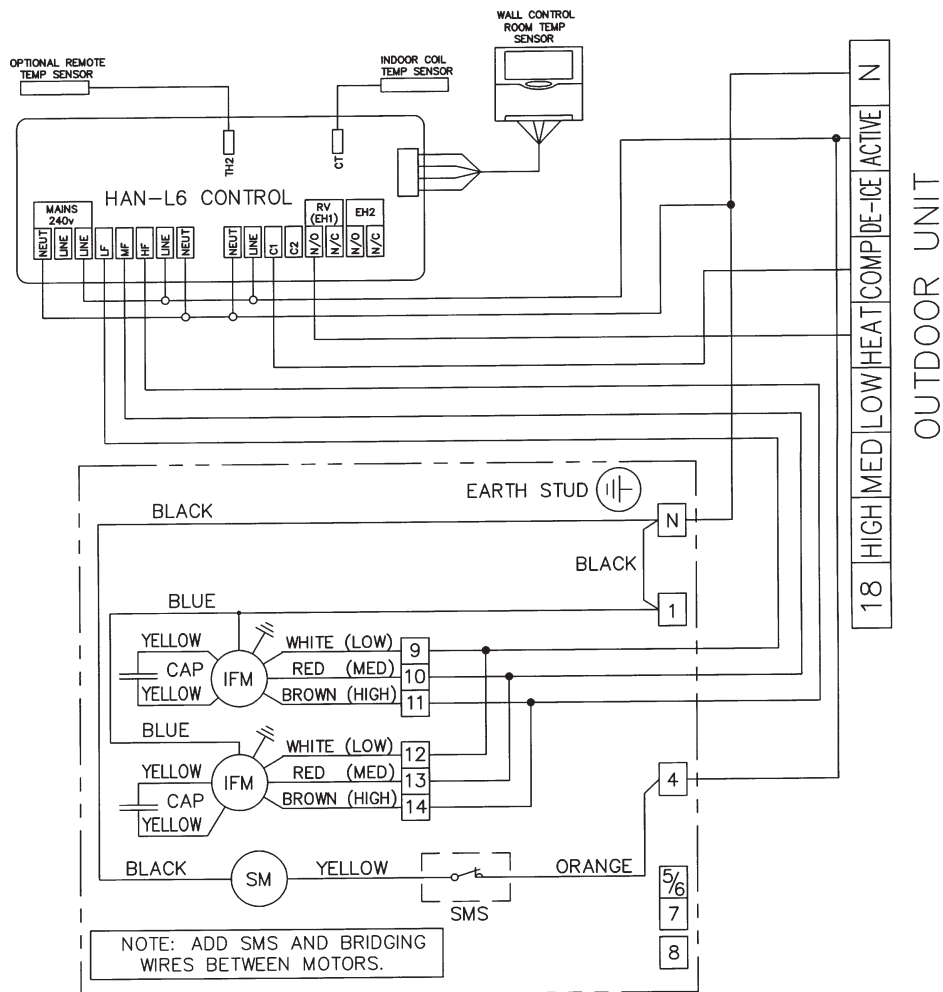 WALL CONTROL
ROOM TEMP
SENSOR
OPTIONAL REMOTE
TEMP SENSOR
INDOOR COIL
TEMP SENSOR
TH2
CT
HAN-L6 CONTROL
MAINS
240v
RV
(EH1)
EH2
NEUT
LINE
LINE
LF
MF
HF
LINE
NEUT
NEUT
LINE
C1
C2
N/O
N/C
N/O
N/C
N
ACTIVE
DE-ICE
COMP
HEAT
LOW
MED
HIGH
18
OUTDOOR UNIT
EARTH STUD
BLACK
N
BLACK
BLUE
1
YELLOW
CAP
YELLOW
IFM
WHITE (LOW)
RED (MED)
BROWN (HIGH)
9
10
11
BLUE
YELLOW
CAP
YELLOW
IFM
WHITE (LOW)
RED (MED)
BROWN (HIGH)
12
13
14
4
BLACK
SM
YELLOW
SMS
ORANGE
5/6
7
8
NOTE: ADD SMS AND BRIDGING
WIRES BETWEEN MOTORS.